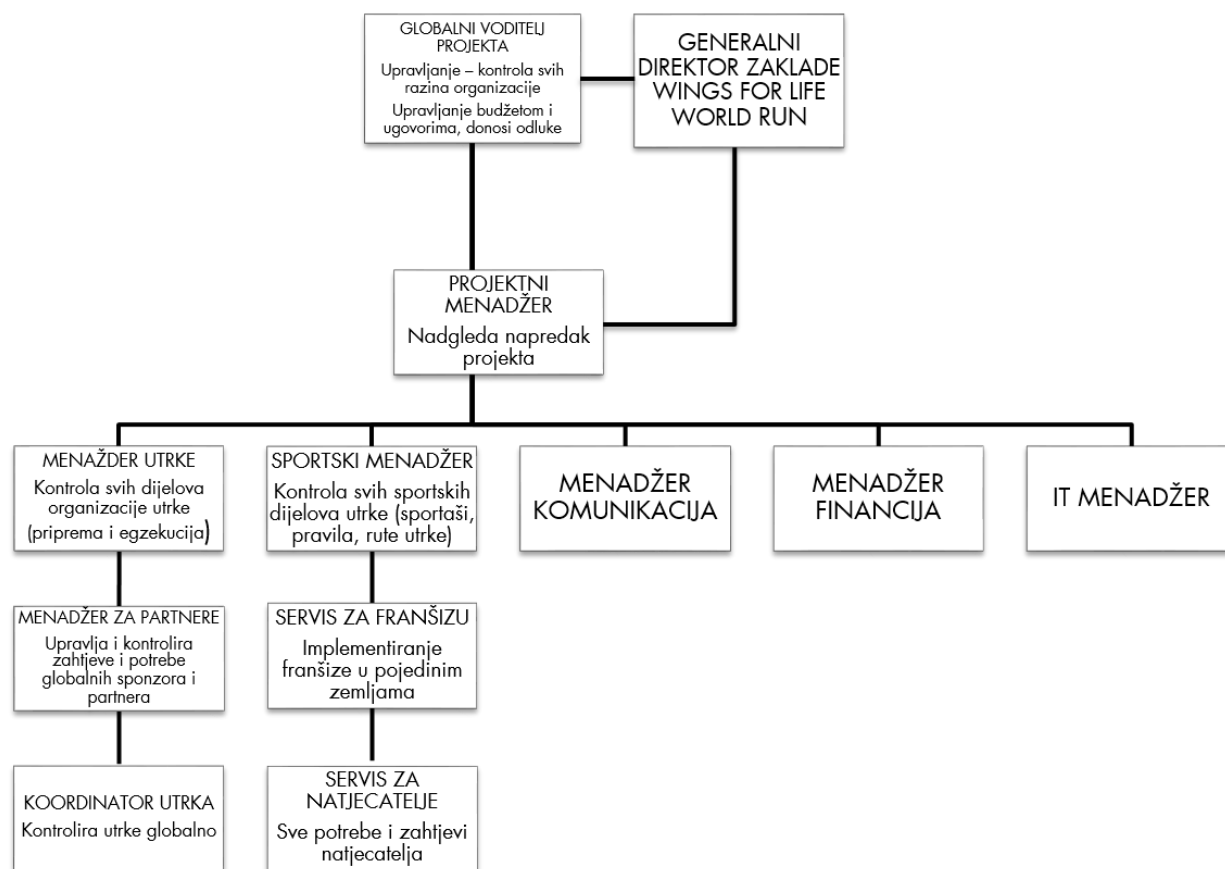 GLOBALNI VODITELJ
PROJEKTA
Upravljanje – kontrola svih
razina organizacije
Upravljanje budžetom i
ugovorima, donosi odluke
GENERALNI
DIREKTOR ZAKLADE
WINGS FOR LIFE
WORLD RUN
PROJEKTNI
MENADŽER
Nadgleda napredak
projekta
MENAŽDER UTRKE
Kontrola svih dijelova
organizacije utrke
(priprema i egzekucija)
SPORTSKI MENADŽER
Kontrola svih sportskih
dijelova utrke (sportaši,
pravila, rute utrke)
MENADŽER
KOMUNIKACIJA
MENADŽER
FINANCIJA
IT MENADŽER
MENADŽER ZA PARTNERE
Upravlja i kontrolira
zahtjeve i potrebe
globalnih sponzora i
partnera
SERVIS ZA FRANŠIZU
Implementiranje
franšize u pojedinim
zemljama
KOORDINATOR UTRKA
Kontrolira utrke globalno
SERVIS ZA
NATJECATELJE
Sve potrebe i zahtjevi
natjecatelja